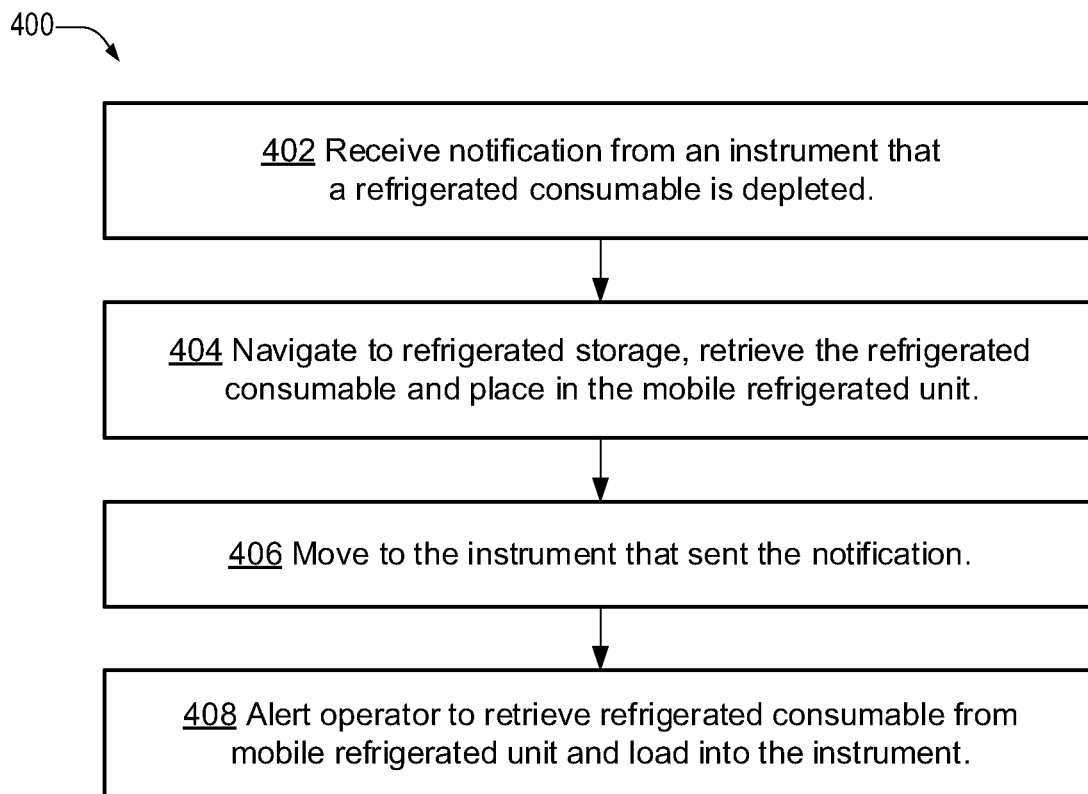 400
402 Receive notification from an instrument that
a refrigerated consumable is depleted.
404 Navigate to refrigerated storage, retrieve the refrigerated
consumable and place in the mobile refrigerated unit.
406 Move to the instrument that sent the notification.
408 Alert operator to retrieve refrigerated consumable from
mobile refrigerated unit and load into the instrument.